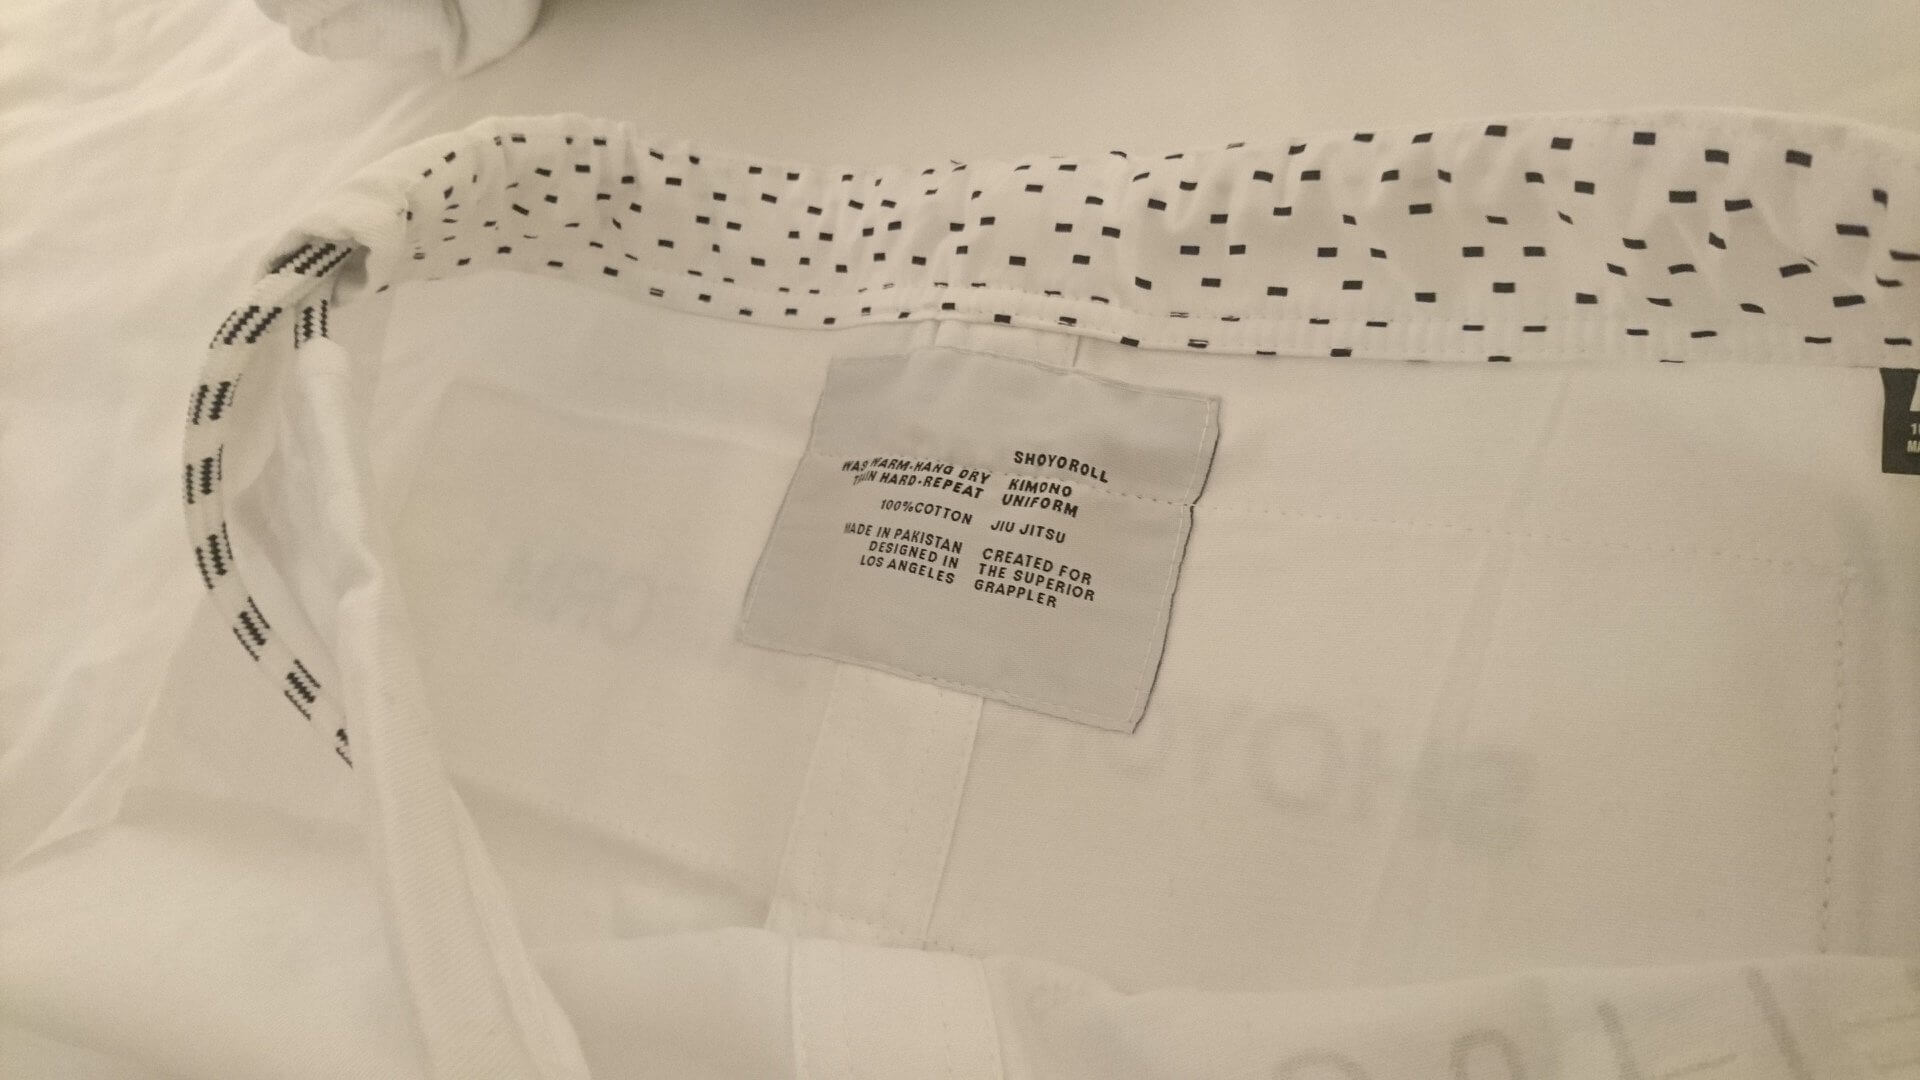 WASH WARM-HANG DRY
TRAIN HARD-REPEAT
100%COTTON
MADE IN PAKISTAN
DESIGNED IN
LOS ANGELES
SHOYOROLL
KIMONO
UNIFORM
JIU JITSU
CREATED FOR
THE SUPERIOR
GRAPPLER